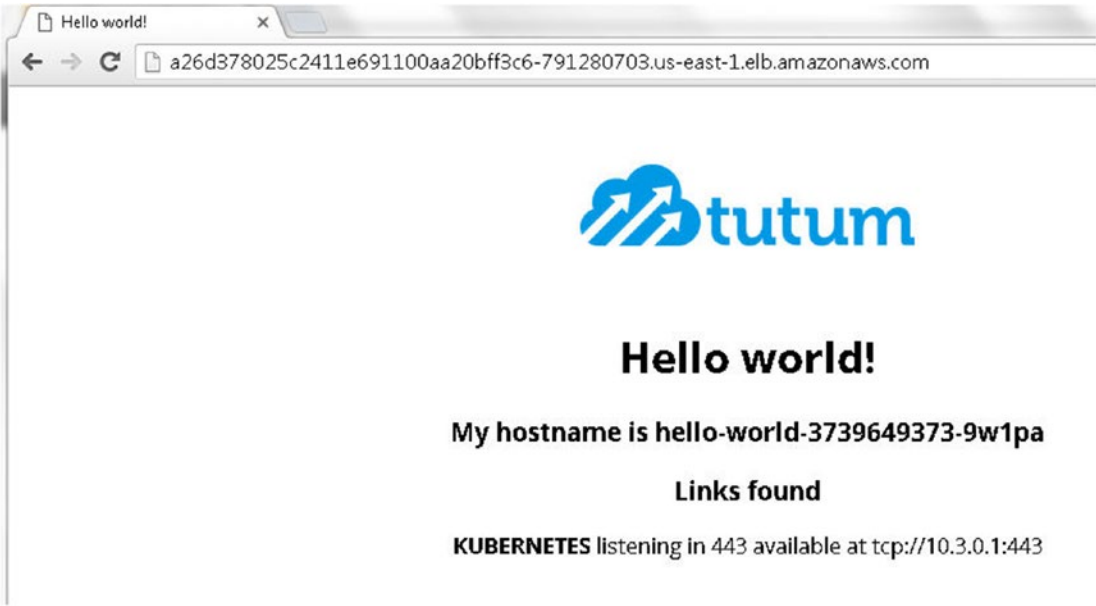 Hello world!
a26d378025c2411e691100aa20bff3c6-791280703.us-east-1.elb.amazonaws.com
tutum
Hello world!
My hostname is hello-world-3739649373-9w1pa
Links found
KUBERNETES listening in 443 available at tcp://10.3.0.1:443